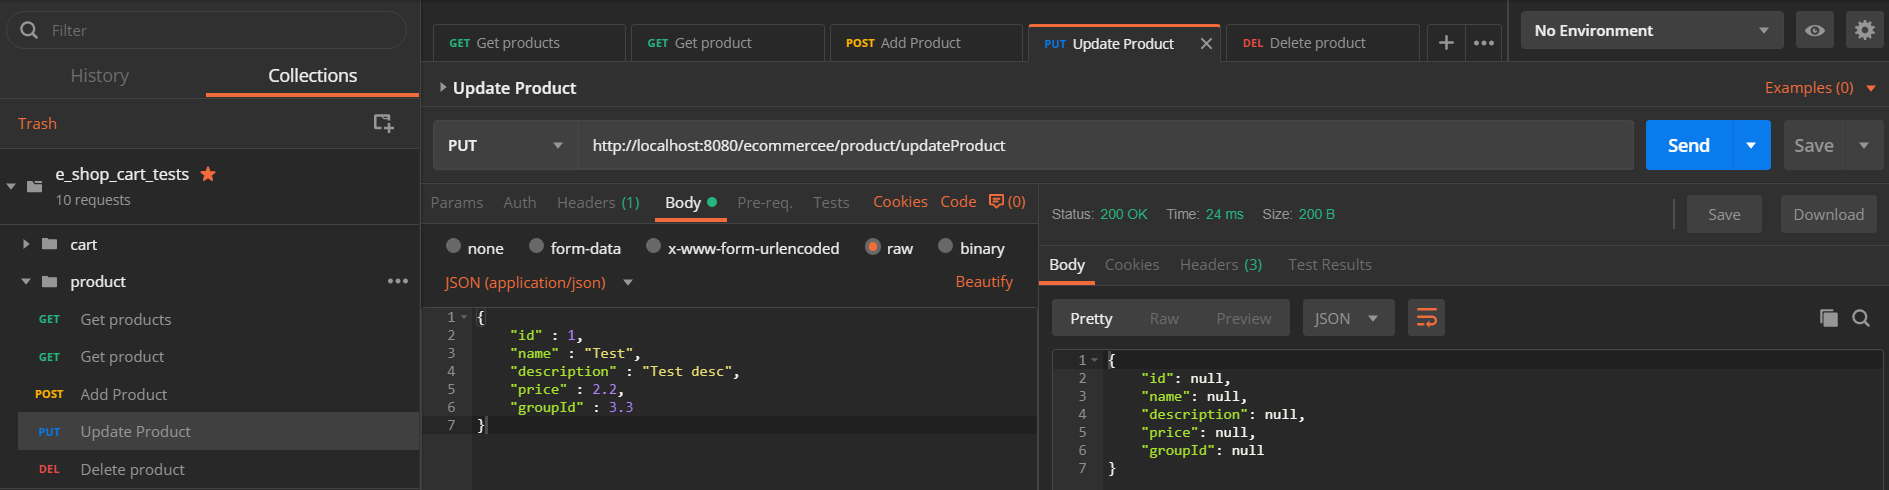 Filter
History Collections
Trash
e_shop_cart_tests
10 requests
cart
product
GET Get products
GET Get product
POST Add Product
PUT Update Product
DEL Delete product
GET Get products GET Get product POST Add Product PUT Update Product DEL Delete product No Environment
Update Product Examples (0)
PUT http://localhost:8080/ecommercee/product/updateProduct Send Save
Params Auth Headers (1) Body Pre-req. Tests Cookies Code (0)
none form-data x-www-form-urlencoded raw binary
JSON (application/json) Beautify
1 {
2 "id" : 1,
3 "name" : "Test",
4 "description" : "Test desc",
5 "price" : 2.2,
6 "groupId" : 3.3
7 }
Status: 200 OK Time: 24 ms Size: 200 B Save Download
Body Cookies Headers (3) Test Results
Pretty Raw Preview JSON
1 {
2 "id": null,
3 "name": null,
4 "description": null,
5 "price": null,
6 "groupId": null
7 }